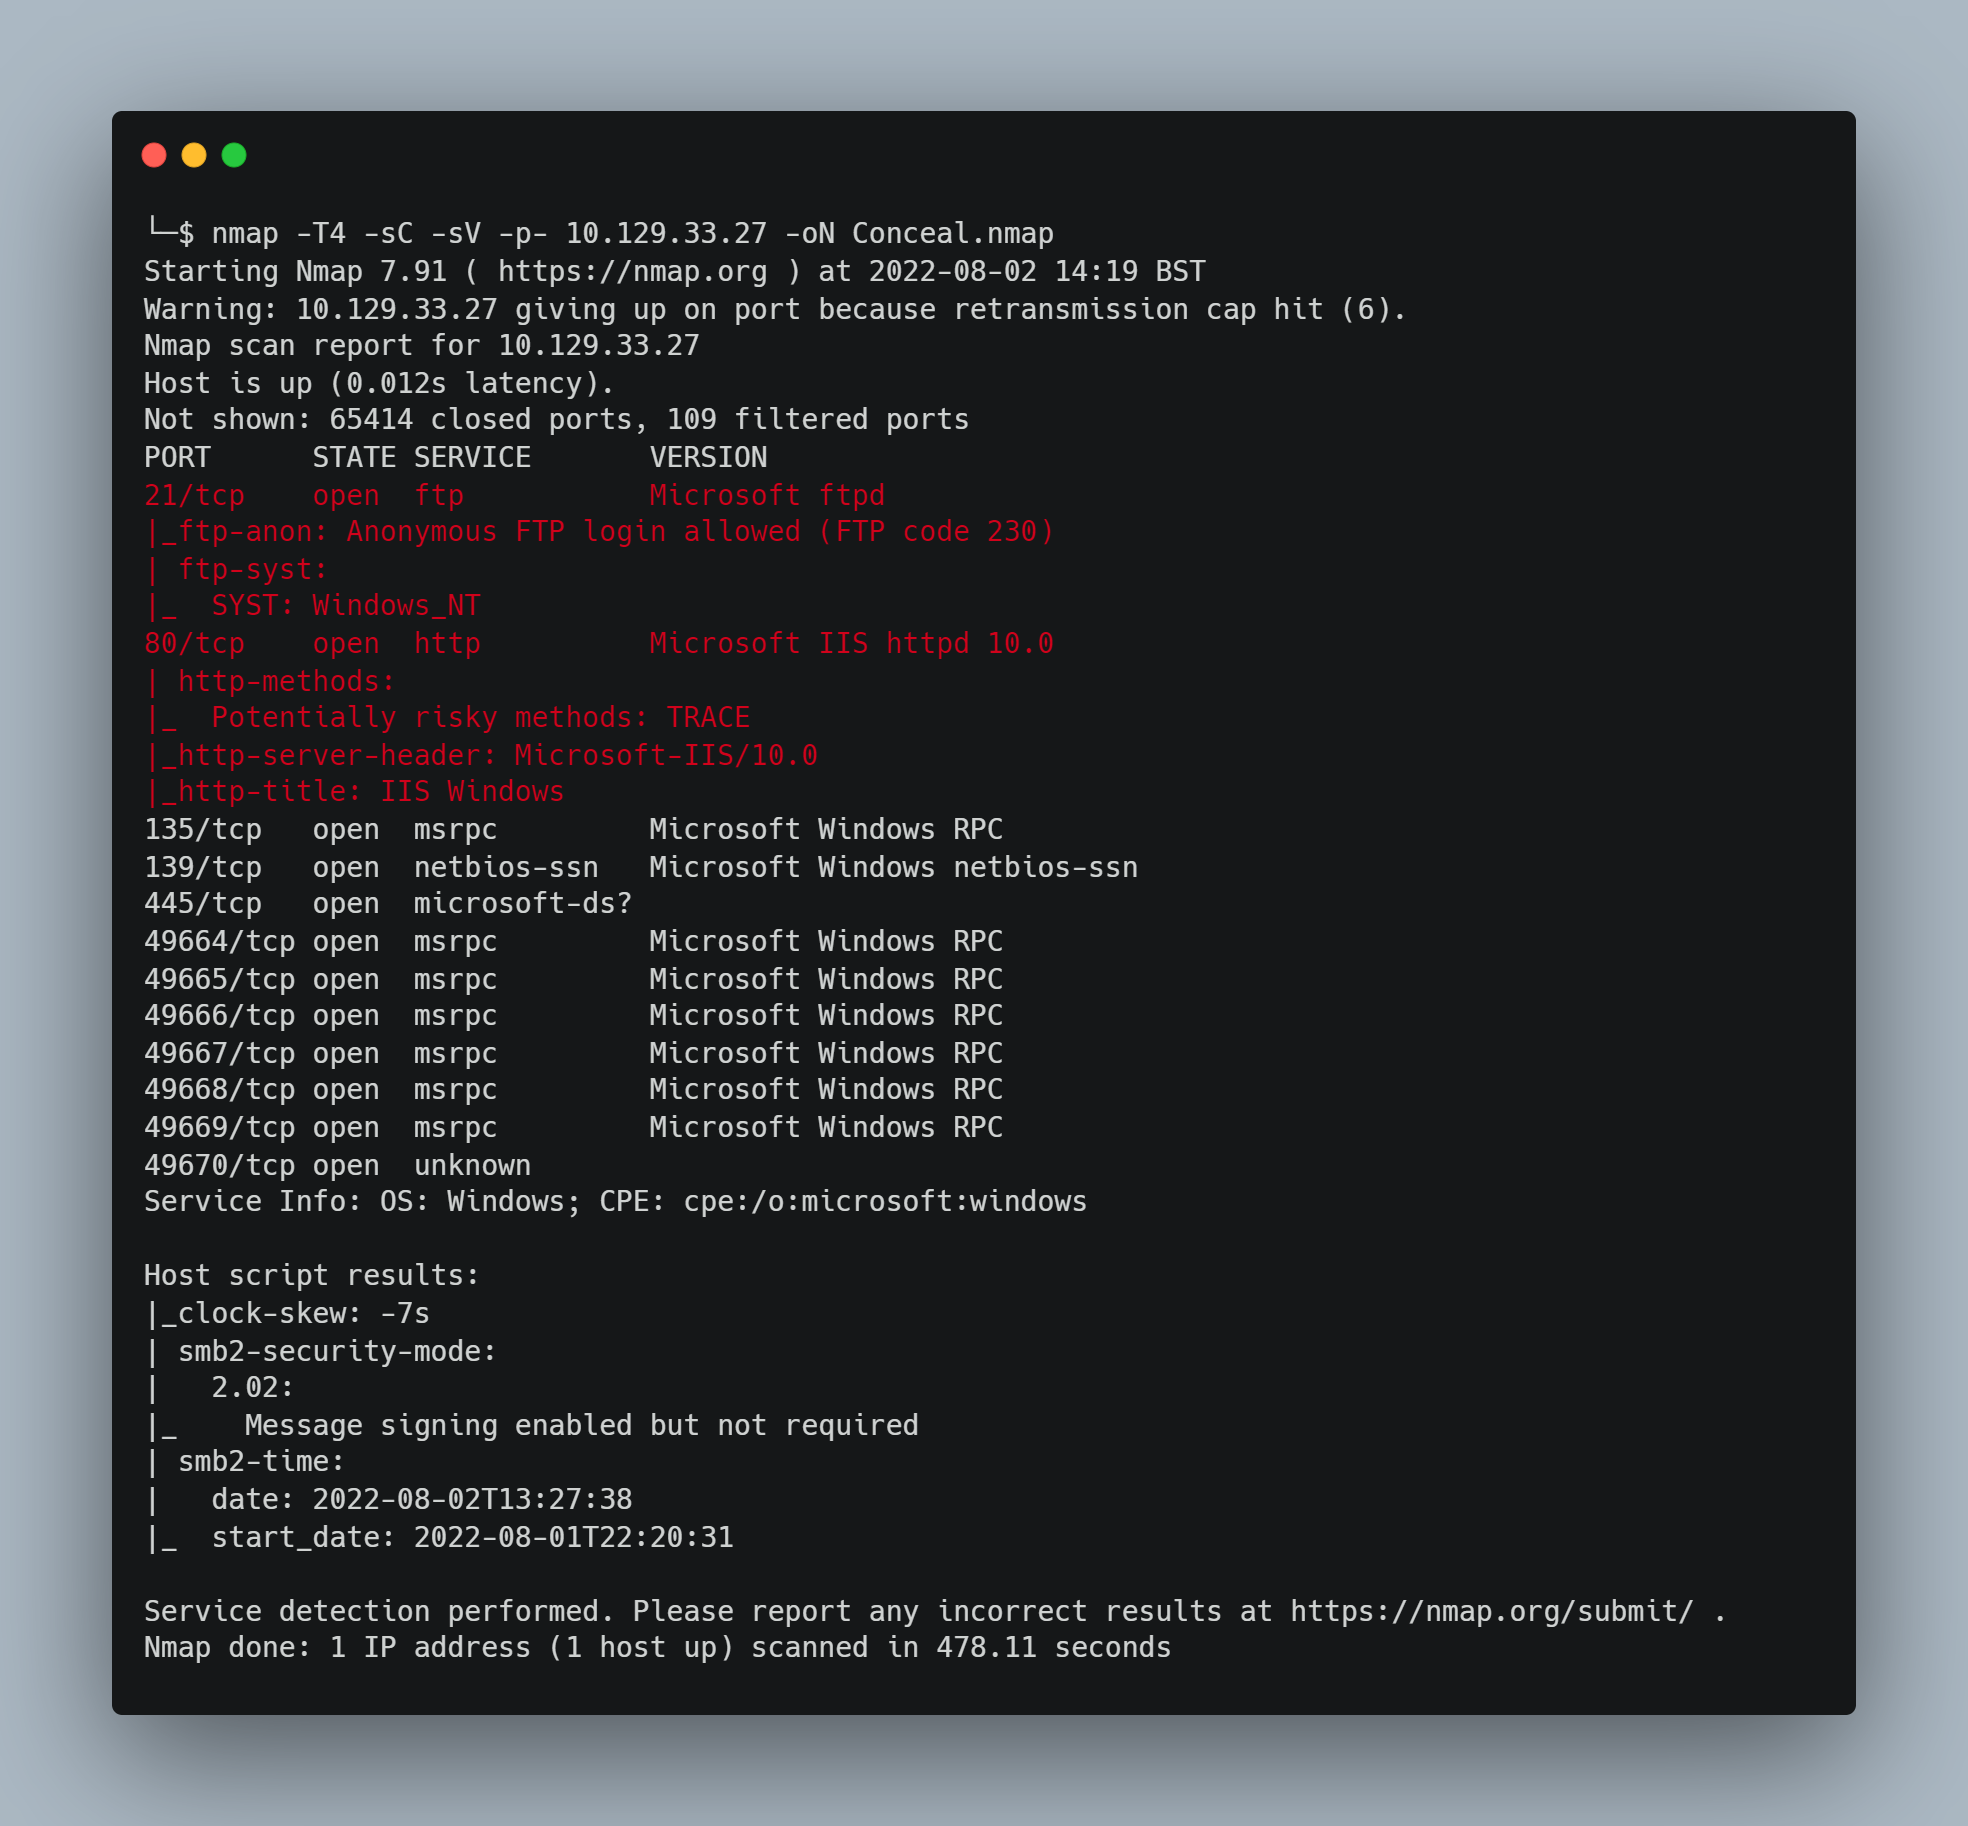 └─$ nmap -T4 -sC -sV -p- 10.129.33.27 -oN Conceal.nmap
Starting Nmap 7.91 ( https://nmap.org ) at 2022-08-02 14:19 BST
Warning: 10.129.33.27 giving up on port because retransmission cap hit (6).
Nmap scan report for 10.129.33.27
Host is up (0.012s latency).
Not shown: 65414 closed ports, 109 filtered ports
PORT      STATE SERVICE       VERSION
21/tcp    open  ftp           Microsoft ftpd
|_ftp-anon: Anonymous FTP login allowed (FTP code 230)
| ftp-syst:
|_  SYST: Windows_NT
80/tcp    open  http          Microsoft IIS httpd 10.0
| http-methods:
|_  Potentially risky methods: TRACE
|_http-server-header: Microsoft-IIS/10.0
|_http-title: IIS Windows
135/tcp   open  msrpc         Microsoft Windows RPC
139/tcp   open  netbios-ssn   Microsoft Windows netbios-ssn
445/tcp   open  microsoft-ds?
49664/tcp open  msrpc         Microsoft Windows RPC
49665/tcp open  msrpc         Microsoft Windows RPC
49666/tcp open  msrpc         Microsoft Windows RPC
49667/tcp open  msrpc         Microsoft Windows RPC
49668/tcp open  msrpc         Microsoft Windows RPC
49669/tcp open  msrpc         Microsoft Windows RPC
49670/tcp open  unknown
Service Info: OS: Windows; CPE: cpe:/o:microsoft:windows

Host script results:
|_clock-skew: -7s
| smb2-security-mode:
|   2.02:
|_    Message signing enabled but not required
| smb2-time:
|   date: 2022-08-02T13:27:38
|_  start_date: 2022-08-01T22:20:31

Service detection performed. Please report any incorrect results at https://nmap.org/submit/ .
Nmap done: 1 IP address (1 host up) scanned in 478.11 seconds